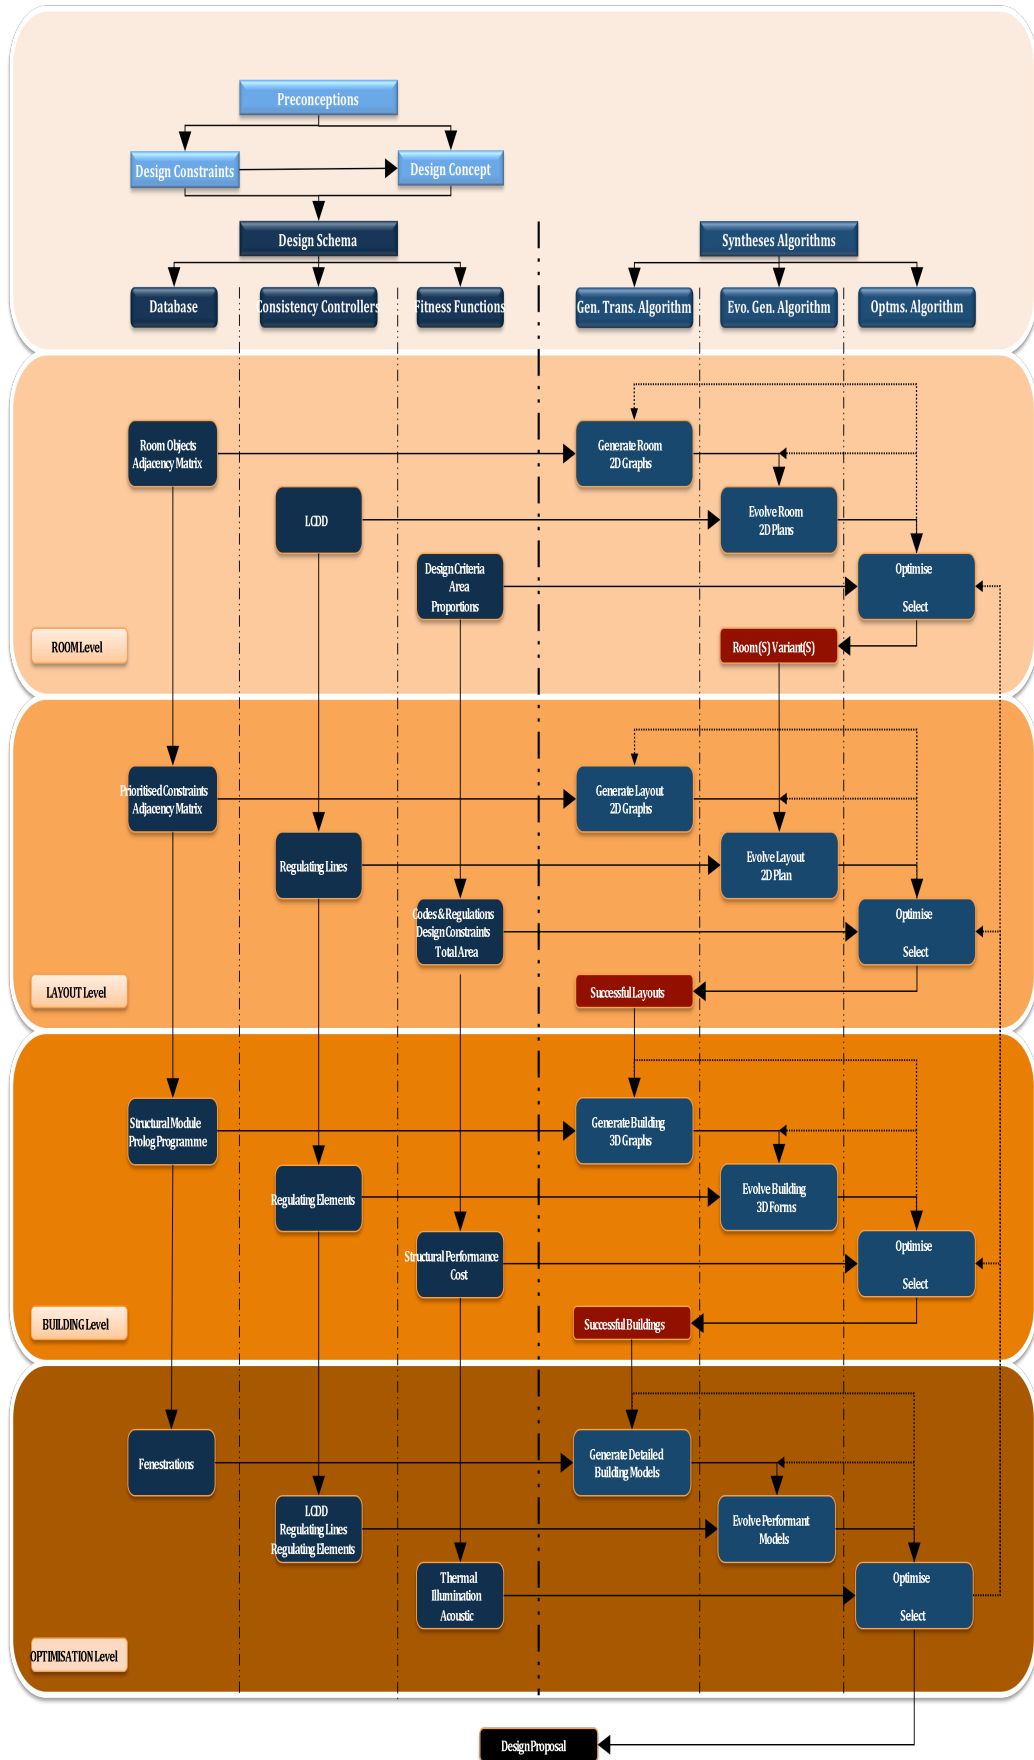 Preconceptions
Design Constraints
Design Concept
Design Schema
Syntheses Algorithms
Database
Consistency Controllers
Fitness Functions
Gen. Trans. Algorithm
Evo. Gen. Algorithm
Optms. Algorithm
Room Objects
Adjacency Matrix
Generate Room
2D Graphs
LCDD
Evolve Room
2D Plans
Design Criteria
Area
Proportions
Optimise
Select
ROOM Level
Room(S) Variant(S)
Prioritised Constraints
Adjacency Matrix
Generate Layout
2D Graphs
Regulating Lines
Evolve Layout
2D Plan
Codes & Regulations
Design Constraints
Total Area
Optimise
Select
LAYOUT Level
Successful Layouts
Structural Module
Prolog Programme
Generate Building
3D Graphs
Regulating Elements
Evolve Building
3D Forms
Structural Performance
Cost
Optimise
Select
BUILDING Level
Successful Buildings
Fenestrations
Generate Detailed
Building Models
LCDD
Regulating Lines
Regulating Elements
Evolve Performant
Models
Thermal
Illumination
Acoustic
Optimise
Select
OPTIMISATION Level
Design Proposal